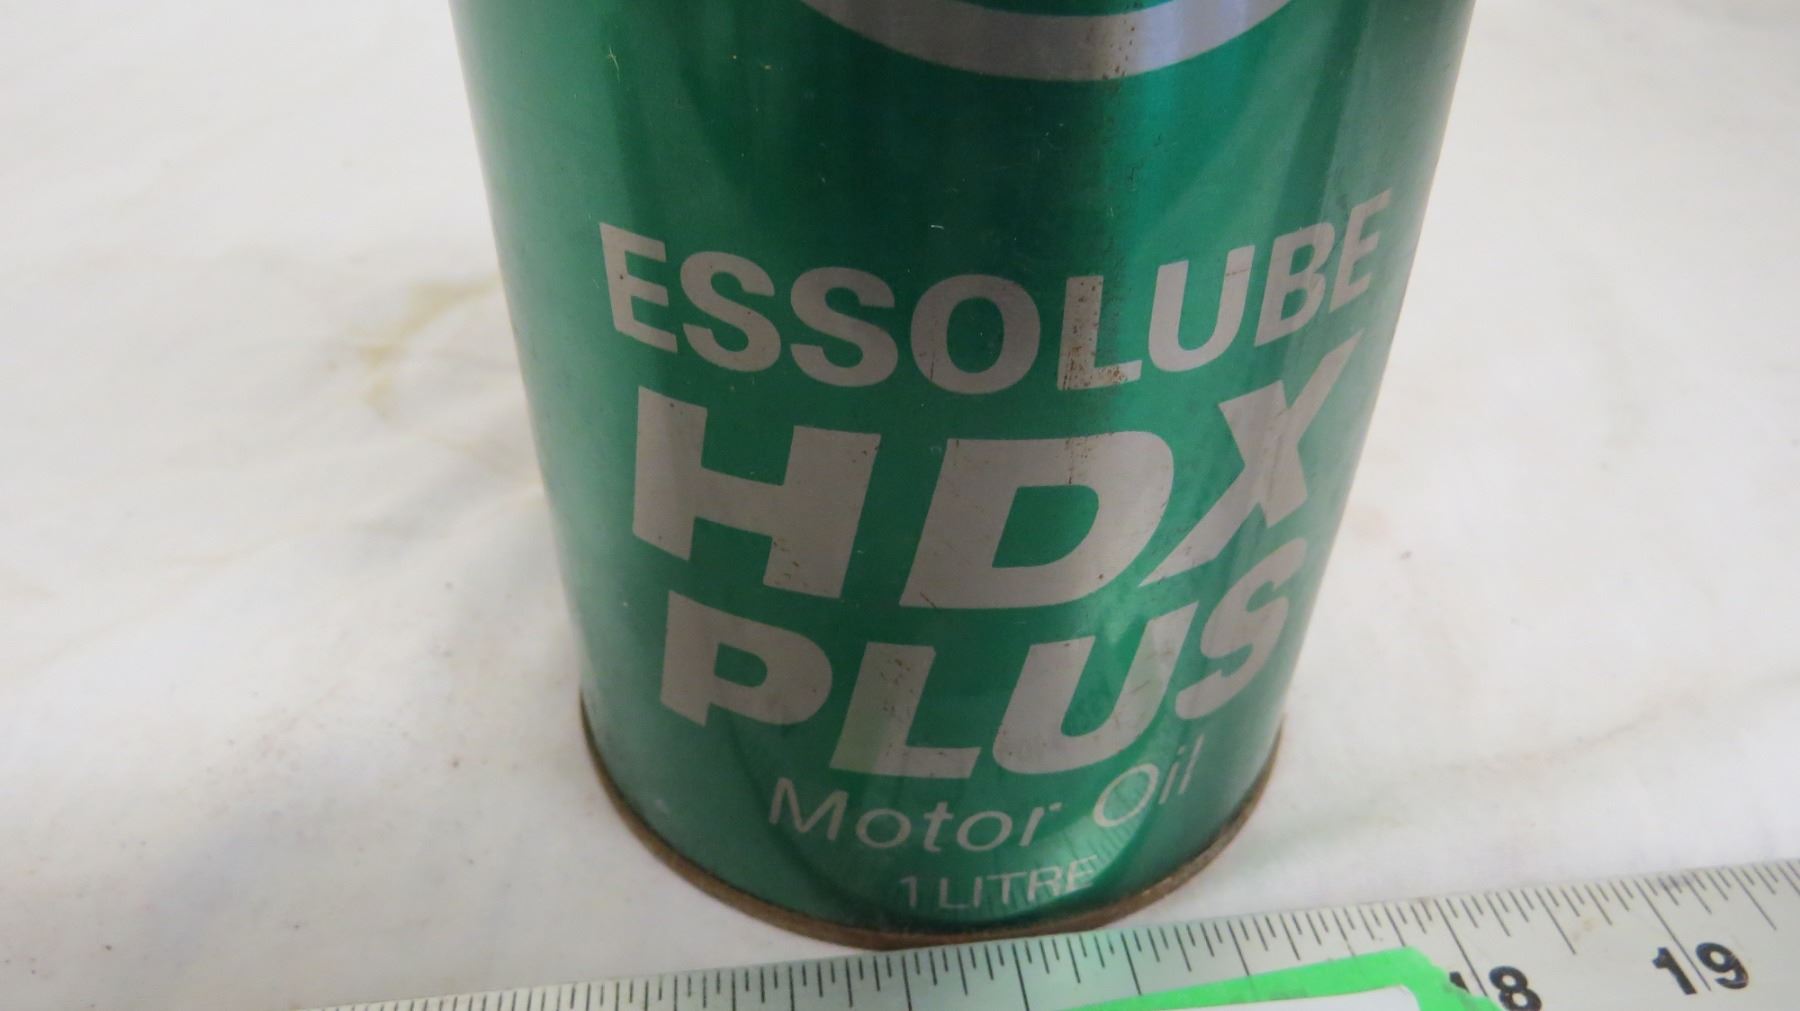 ESSOLUBE
HDX
PLUS
Motor Oil
1 LITRE
18 19